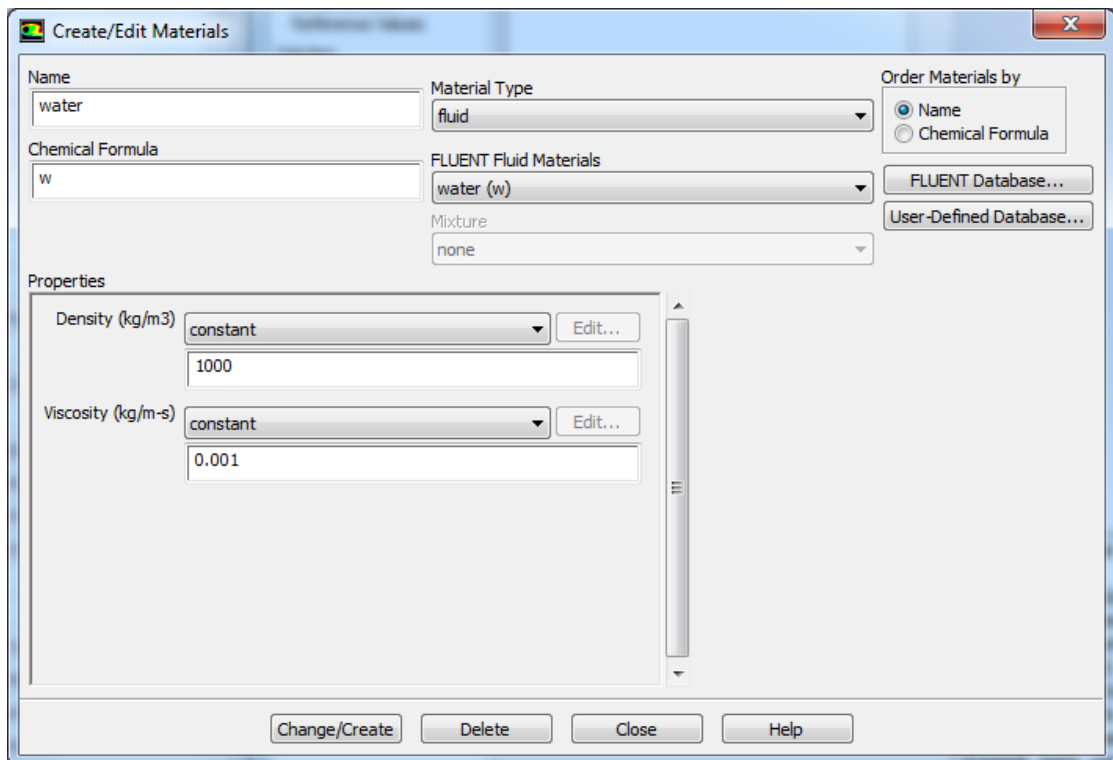 Create/Edit Materials
Name
water
Chemical Formula
w
Material Type
fluid
FLUENT Fluid Materials
water (w)
Mixture
none
Order Materials by
Name
Chemical Formula
FLUENT Database...
User-Defined Database...
Properties
Density (kg/m3)
constant
Edit...
1000
Viscosity (kg/m-s)
constant
Edit...
0.001
Change/Create
Delete
Close
Help